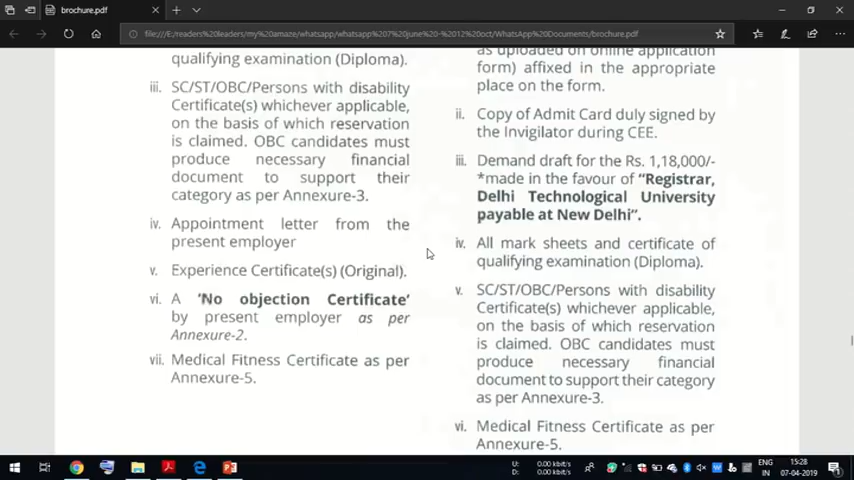 brochure.pdf
file:///E:/readers%20leaders/my%20amaze/whatsapp/whatsapp%207%20june%20-%2012%20oct/WhatsApp%20Documents/brochure.pdf
qualifying examination (Diploma).
iii. SC/ST/OBC/Persons with disability
Certificate(s) whichever applicable,
on the basis of which reservation
is claimed. OBC candidates must
produce necessary financial
document to support their
category as per Annexure-3.
iv. Appointment letter from the
present employer
v. Experience Certificate(s) (Original).
vi. A ‘No objection Certificate’
by present employer as per
Annexure-2.
vii. Medical Fitness Certificate as per
Annexure-5.
as uploaded on online application
form) affixed in the appropriate
place on the form.
ii. Copy of Admit Card duly signed by
the Invigilator during CEE.
iii. Demand draft for the Rs. 1,18,000/-
*made in the favour of “Registrar,
Delhi Technological University
payable at New Delhi”.
iv. All mark sheets and certificate of
qualifying examination (Diploma).
v. SC/ST/OBC/Persons with disability
Certificate(s) whichever applicable,
on the basis of which reservation
is claimed. OBC candidates must
produce necessary financial
document to support their category
as per Annexure-3.
vi. Medical Fitness Certificate as per
Annexure-5.
U: 0.00 kbit/s
D: 0.00 kbit/s
ENG
IN
15:28
07-04-2019